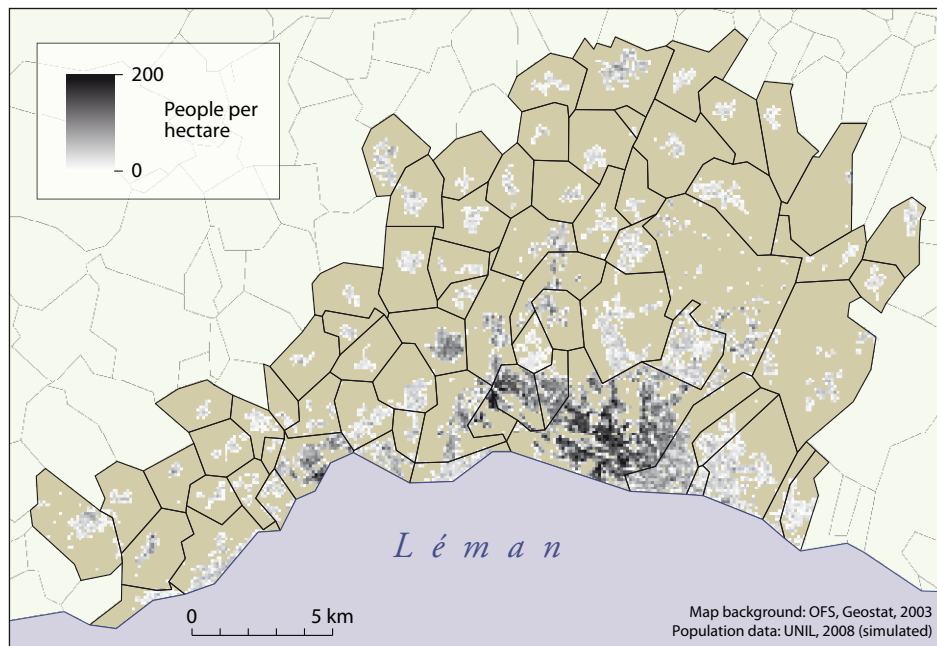 200
People per
hectare
0
Léman
0
5 km
Map background: OFS, Geostat, 2003
Population data: UNIL, 2008 (simulated)